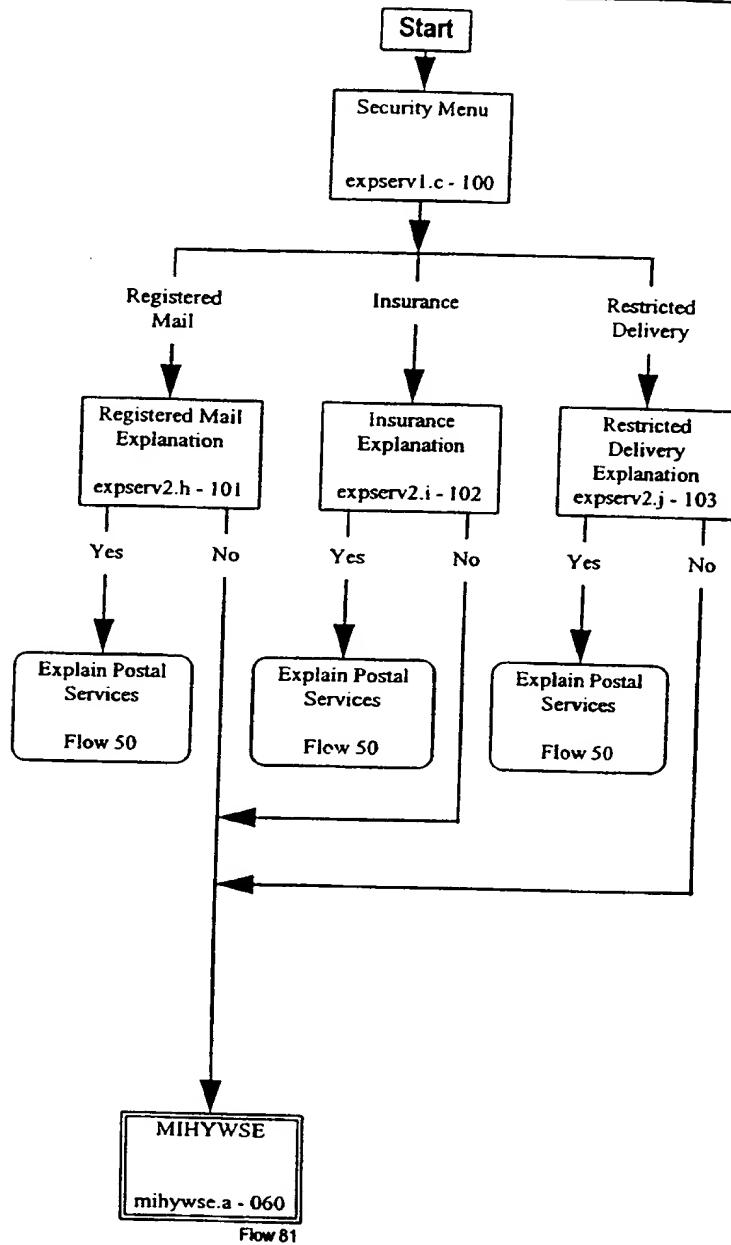 Start
Security Menu
expserv1.c - 100
Registered
Mail
Insurance
Restricted
Delivery
Registered Mail
Explanation
expserv2.h - 101
Insurance
Explanation
expserv2.i - 102
Restricted
Delivery
Explanation
expserv2.j - 103
Yes
No
Yes
No
Yes
No
Explain Postal
Services
Flow 50
Explain Postal
Services
Flow 50
Explain Postal
Services
Flow 50
MIHYWSE
mihywse.a - 060
Flow 81